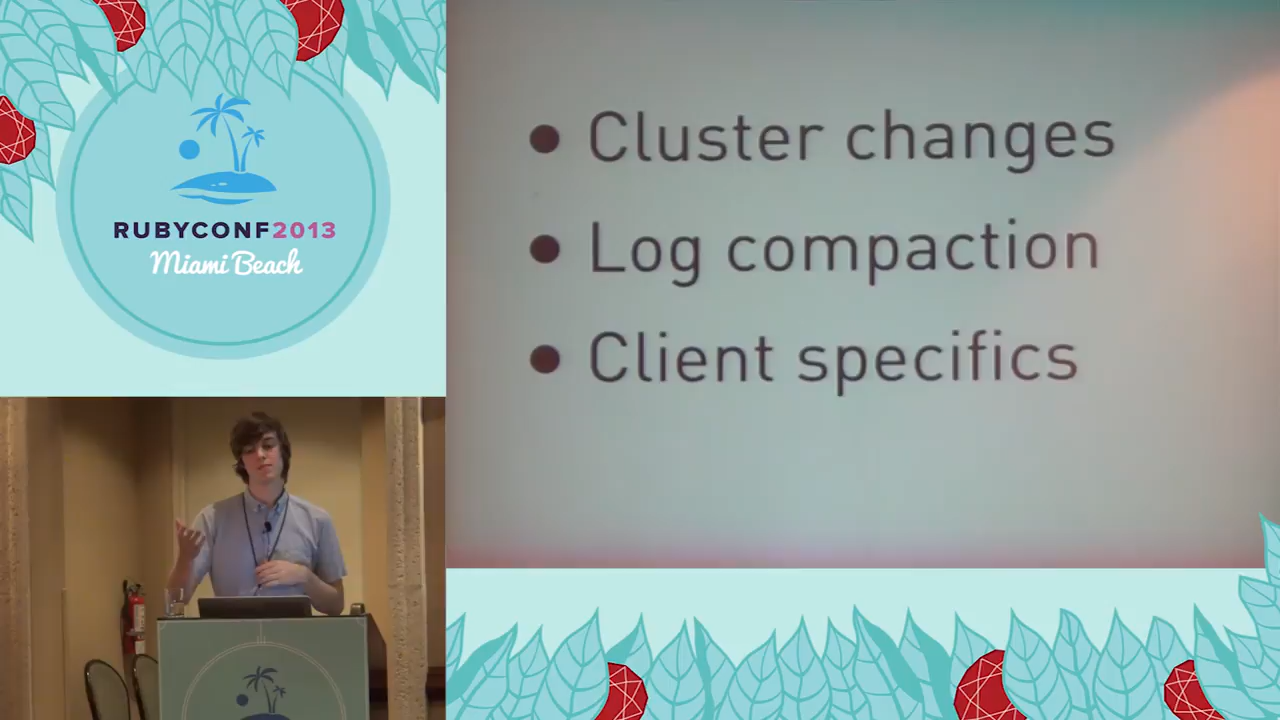 RUBYCONF2013
Miami Beach
• Cluster changes
• Log compaction
• Client specifics